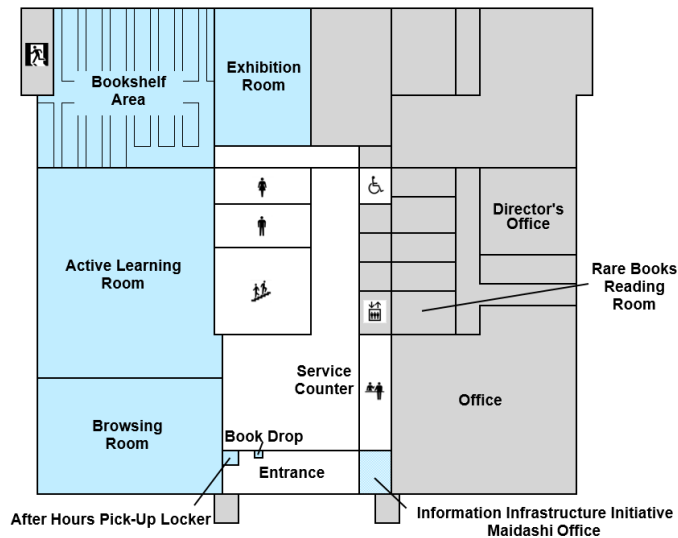 Bookshelf
Area
Exhibition
Room
Director's
Office
Active Learning
Room
Rare Books
Reading
Room
Service
Counter
Office
Browsing
Room
Book Drop
Entrance
After Hours Pick-Up Locker
Information Infrastructure Initiative
Maidashi Office